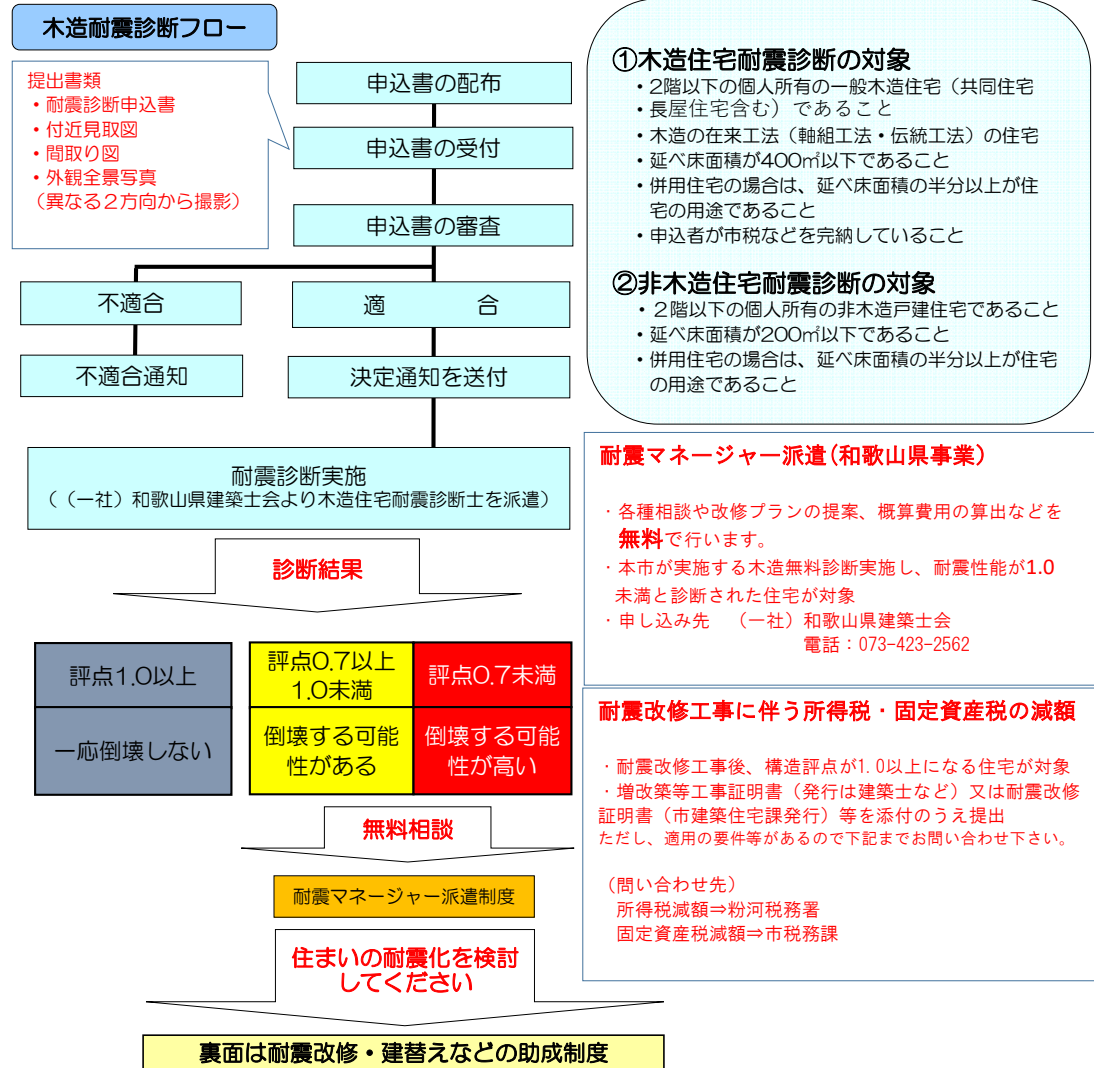 木造耐震診断フロー
提出書類
・耐震診断申込書
・付近見取図
・間取り図
・外観全景写真
(異なる2方向から撮影)
申込書の配布
申込書の受付
申込書の審査
不適合
適　　　合
不適合通知
決定通知を送付
耐震診断実施
((一社)和歌山県建築士会より木造住宅耐震診断士を派遣)
診断結果
評点1.0以上
評点0.7以上
1.0未満
評点0.7未満
一応倒壊しない
倒壊する可能
性がある
倒壊する可能
性が高い
無料相談
耐震マネージャー派遣制度
住まいの耐震化を検討
してください
裏面は耐震改修・建替えなどの助成制度
①木造住宅耐震診断の対象
・2階以下の個人所有の一般木造住宅(共同住宅
・長屋住宅含む)であること
・木造の在来工法(軸組工法・伝統工法)の住宅
・延べ床面積が400㎡以下であること
・併用住宅の場合は、延べ床面積の半分以上が住
宅の用途であること
・申込者が市税などを完納していること
②非木造住宅耐震診断の対象
・2階以下の個人所有の非木造戸建住宅であること
・延べ床面積が200㎡以下であること
・併用住宅の場合は、延べ床面積の半分以上が住宅
の用途であること
耐震マネージャー派遣(和歌山県事業)
・各種相談や改修プランの提案、概算費用の算出などを
無料で行います。
・本市が実施する木造無料診断実施し、耐震性能が1.0
未満と診断された住宅が対象
・申し込み先　(一社)和歌山県建築士会
電話：073-423-2562
耐震改修工事に伴う所得税・固定資産税の減額
・耐震改修工事後、構造評点が1.0以上になる住宅が対象
・増改築等工事証明書(発行は建築士など)又は耐震改修
証明書(市建築住宅課発行)等を添付のうえ提出
ただし、適用の要件等があるので下記までお問い合わせ下さい。
(問い合わせ先)
所得税減額⇒粉河税務署
固定資産税減額⇒市税務課